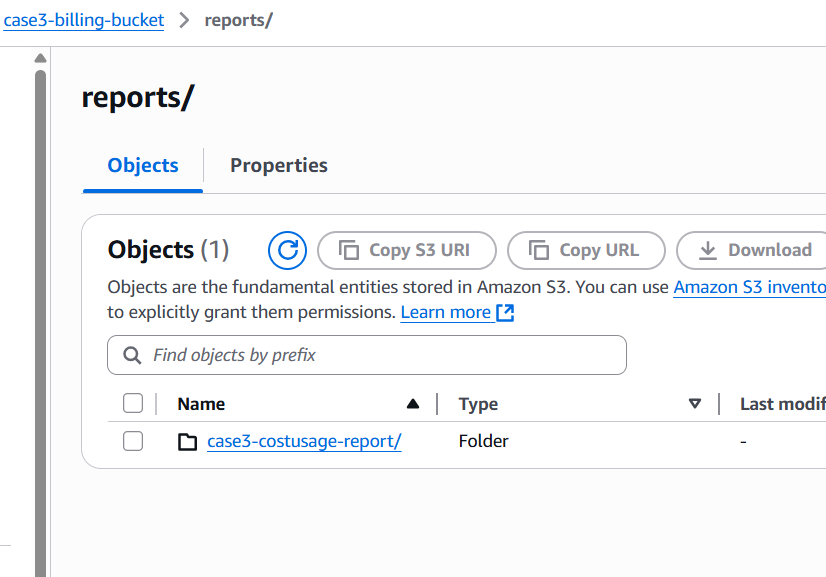 case3-billing-bucket > reports/
reports/
Objects Properties
Objects (1) Copy S3 URI Copy URL Download
Objects are the fundamental entities stored in Amazon S3. You can use Amazon S3 invento
to explicitly grant them permissions. Learn more
Find objects by prefix
Name Type Last modif
case3-costusage-report/ Folder -